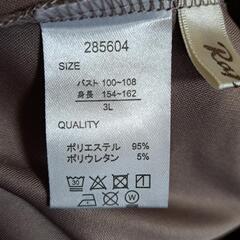 285604
SIZE
バスト 100~108
身長 154~162
3L
QUALITY
ポリエステル 95%
ポリウレタン 5%
30
W